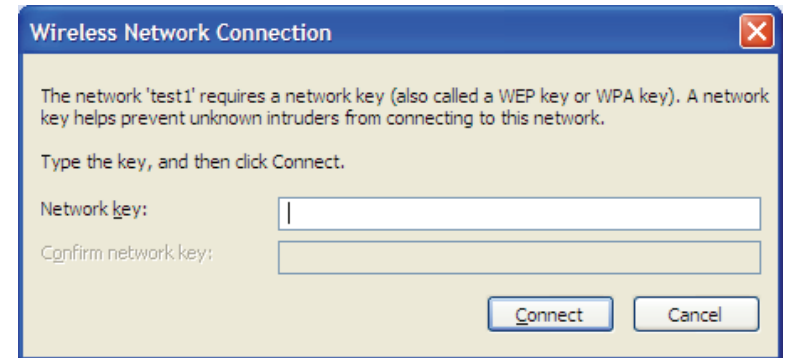 Wireless Network Connection
The network 'test1' requires a network key (also called a WEP key or WPA key). A network
key helps prevent unknown intruders from connecting to this network.
Type the key, and then click Connect.
Network key:
Confirm network key:
Connect Cancel